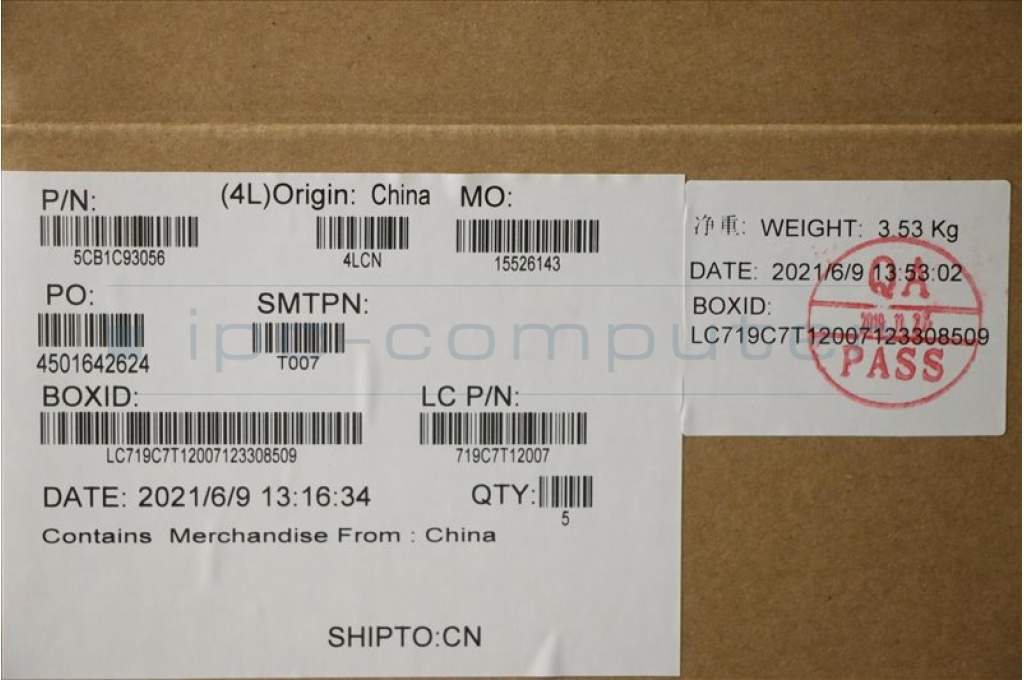 P/N: (4L)Origin: China MO:
5CB1C93056 4LCN 15526143
PO: SMTPN:
4501642624 T007
BOXID: LC P/N:
LC719C7T12007123308509 719C7T12007
DATE: 2021/6/9 13:16:34 QTY:
5
Contains Merchandise From : China
SHIPTO:CN
净重: WEIGHT: 3.53 Kg
DATE: 2021/6/9 13:53:02
BOXID:
LC719C7T12007123308509
QA
PASS